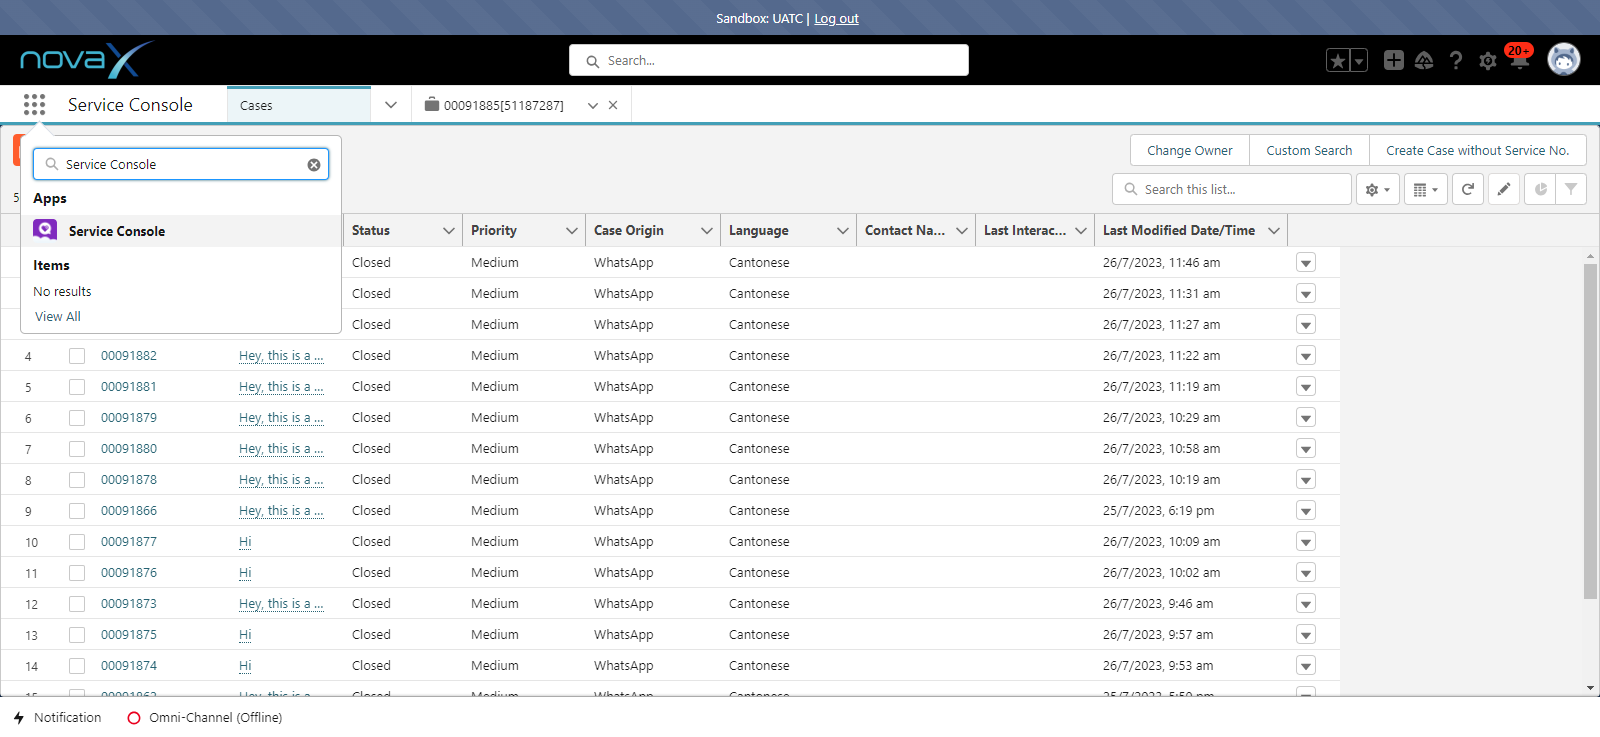 Sandbox: UATC | Log out
novaX
Search...
20+
Service Console
Cases
00091885[51187287]
Service Console
Apps
Service Console
Items
No results
View All
5
Change Owner
Custom Search
Create Case without Service No.
Search this list...
Status
Priority
Case Origin
Language
Contact Na...
Last Interac...
Last Modified Date/Time
Closed Medium WhatsApp Cantonese 26/7/2023, 11:46 am
Closed Medium WhatsApp Cantonese 26/7/2023, 11:31 am
Closed Medium WhatsApp Cantonese 26/7/2023, 11:27 am
4 00091882 Hey, this is a ... Closed Medium WhatsApp Cantonese 26/7/2023, 11:22 am
5 00091881 Hey, this is a ... Closed Medium WhatsApp Cantonese 26/7/2023, 11:19 am
6 00091879 Hey, this is a ... Closed Medium WhatsApp Cantonese 26/7/2023, 10:29 am
7 00091880 Hey, this is a ... Closed Medium WhatsApp Cantonese 26/7/2023, 10:58 am
8 00091878 Hey, this is a ... Closed Medium WhatsApp Cantonese 26/7/2023, 10:19 am
9 00091866 Hey, this is a ... Closed Medium WhatsApp Cantonese 25/7/2023, 6:19 pm
10 00091877 Hi Closed Medium WhatsApp Cantonese 26/7/2023, 10:09 am
11 00091876 Hi Closed Medium WhatsApp Cantonese 26/7/2023, 10:02 am
12 00091873 Hey, this is a ... Closed Medium WhatsApp Cantonese 26/7/2023, 9:46 am
13 00091875 Hi Closed Medium WhatsApp Cantonese 26/7/2023, 9:57 am
14 00091874 Hi Closed Medium WhatsApp Cantonese 26/7/2023, 9:53 am
Closed Medium WhatsApp Cantonese
Notification
Omni-Channel (Offline)